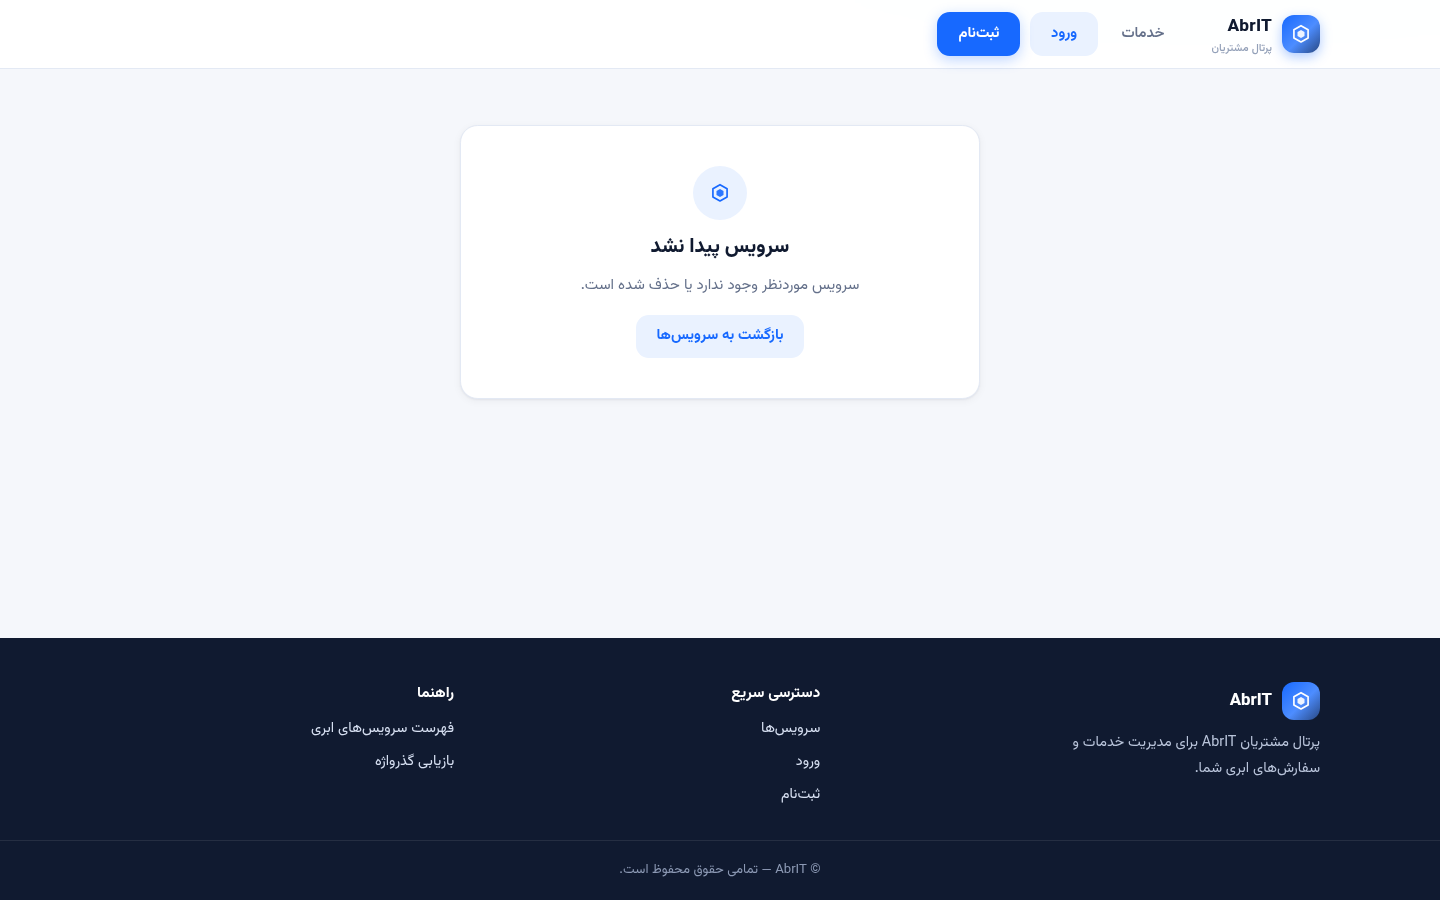 AbrIT
پرتال مشتریان
خدمات
ورود
ثبت‌نام
سرویس پیدا نشد
سرویس موردنظر وجود ندارد یا حذف شده است.
بازگشت به سرویس‌ها
AbrIT
پرتال مشتریان AbrIT برای مدیریت خدمات و
سفارش‌های ابری شما.
دسترسی سریع
سرویس‌ها
ورود
ثبت‌نام
راهنما
فهرست سرویس‌های ابری
بازیابی گذرواژه
© AbrIT — تمامی حقوق محفوظ است.